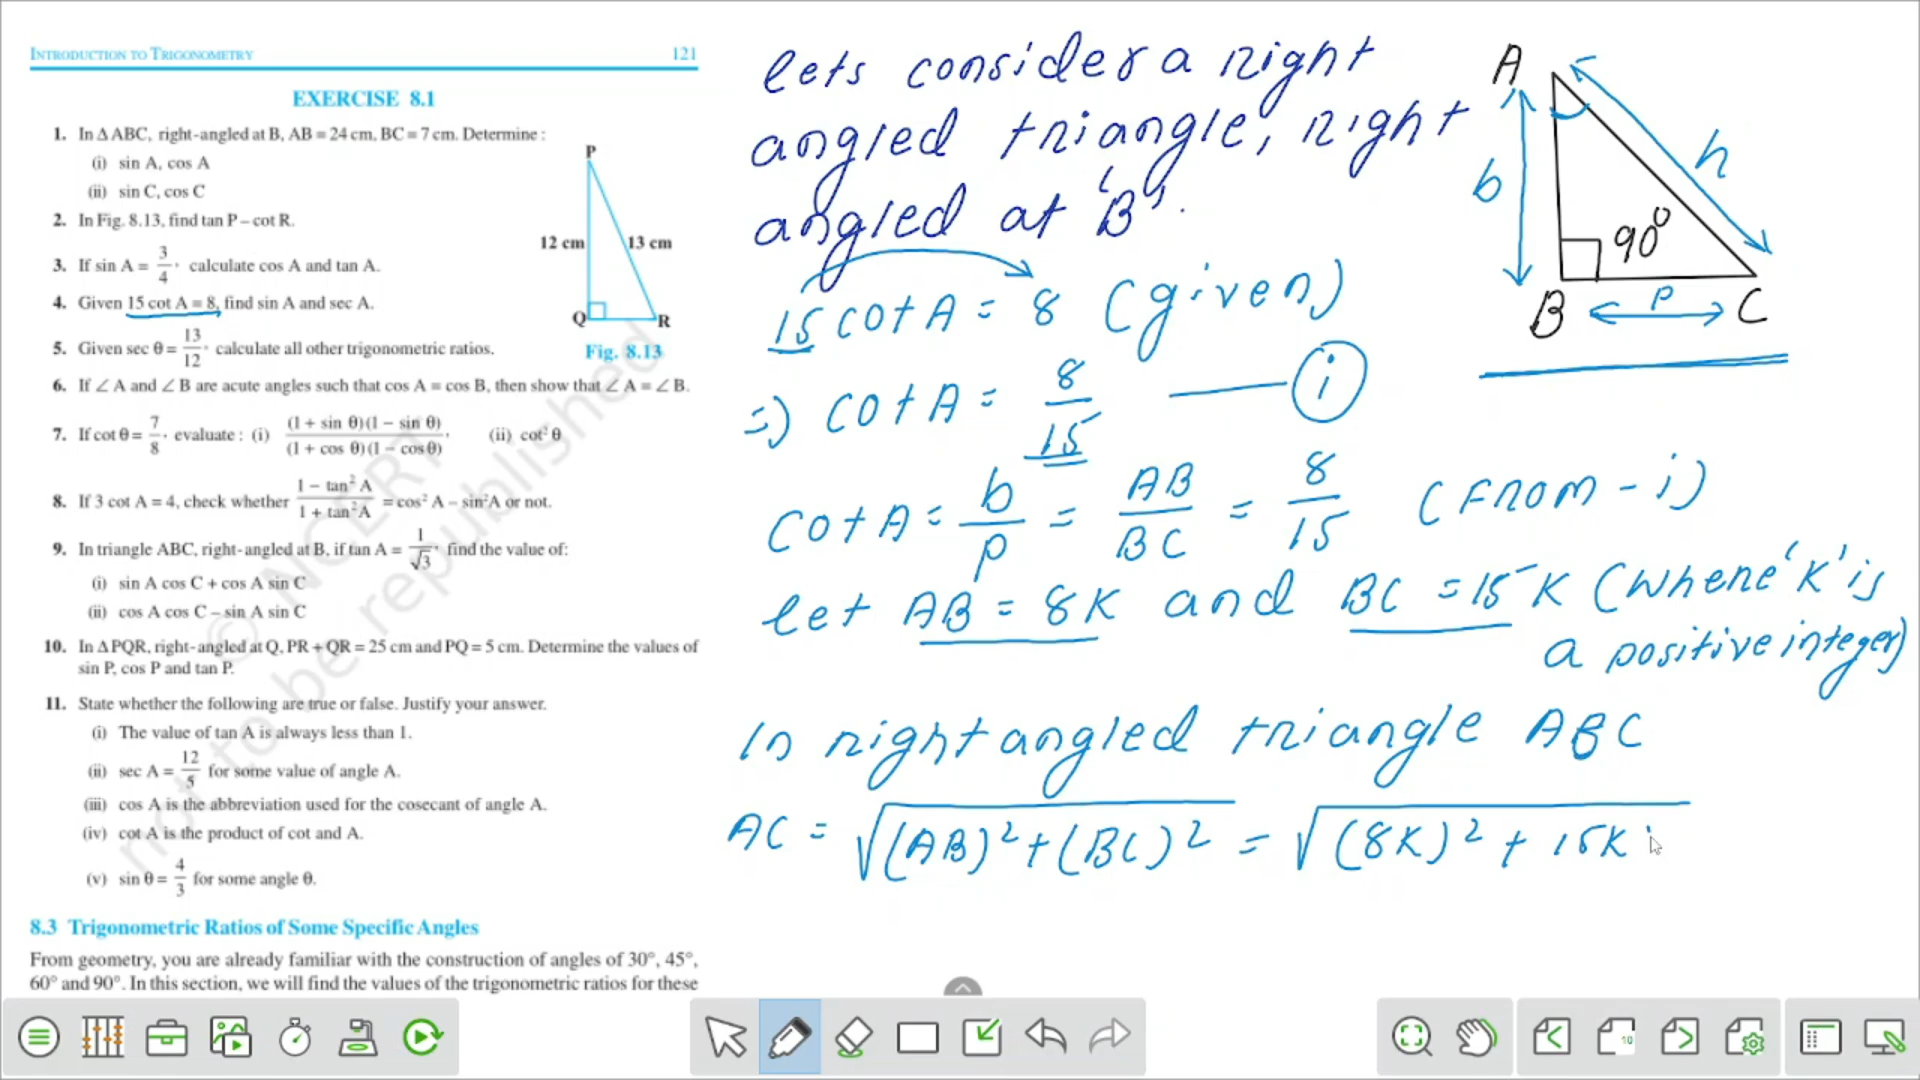 INTRODUCTION TO TRIGONOMETRY 121
EXERCISE 8.1
1. In Δ ABC, right-angled at B, AB = 24 cm, BC = 7 cm. Determine :
(i) sin A, cos A
(ii) sin C, cos C
2. In Fig. 8.13, find tan P – cot R.
3. If sin A = 3/4, calculate cos A and tan A.
4. Given 15 cot A = 8, find sin A and sec A.
5. Given sec θ = 13/12, calculate all other trigonometric ratios.
6. If ∠ A and ∠ B are acute angles such that cos A = cos B, then show that ∠ A = ∠ B.
7. If cot θ = 7/8, evaluate : (i) (1 + sin θ)(1 – sin θ)/(1 + cos θ)(1 – cos θ), (ii) cot² θ
8. If 3 cot A = 4, check whether (1 – tan² A)/(1 + tan² A) = cos² A – sin² A or not.
9. In triangle ABC, right-angled at B, if tan A = 1/√3, find the value of:
(i) sin A cos C + cos A sin C
(ii) cos A cos C – sin A sin C
10. In Δ PQR, right-angled at Q, PR + QR = 25 cm and PQ = 5 cm. Determine the values of
sin P, cos P and tan P.
11. State whether the following are true or false. Justify your answer.
(i) The value of tan A is always less than 1.
(ii) sec A = 12/5 for some value of angle A.
(iii) cos A is the abbreviation used for the cosecant of angle A.
(iv) cot A is the product of cot and A.
(v) sin θ = 4/3 for some angle θ.
8.3 Trigonometric Ratios of Some Specific Angles
From geometry, you are already familiar with the construction of angles of 30°, 45°,
60° and 90°. In this section, we will find the values of the trigonometric ratios for these
P
12 cm 13 cm
Q R
Fig. 8.13
© NCERT
not to be republished
lets consider a right
angled triangle, right
angled at 'B'.
15 cot A = 8 (given)
=) cot A = 8/15 (i)
cot A = b/p = AB/BC = 8/15 (From - i)
let AB = 8K and BC = 15K (where 'K' is
a positive integer)
In right angled triangle ABC
AC = √(AB)² + (BC)² = √(8K)² + 15K
A
b h
90°
B p C
10